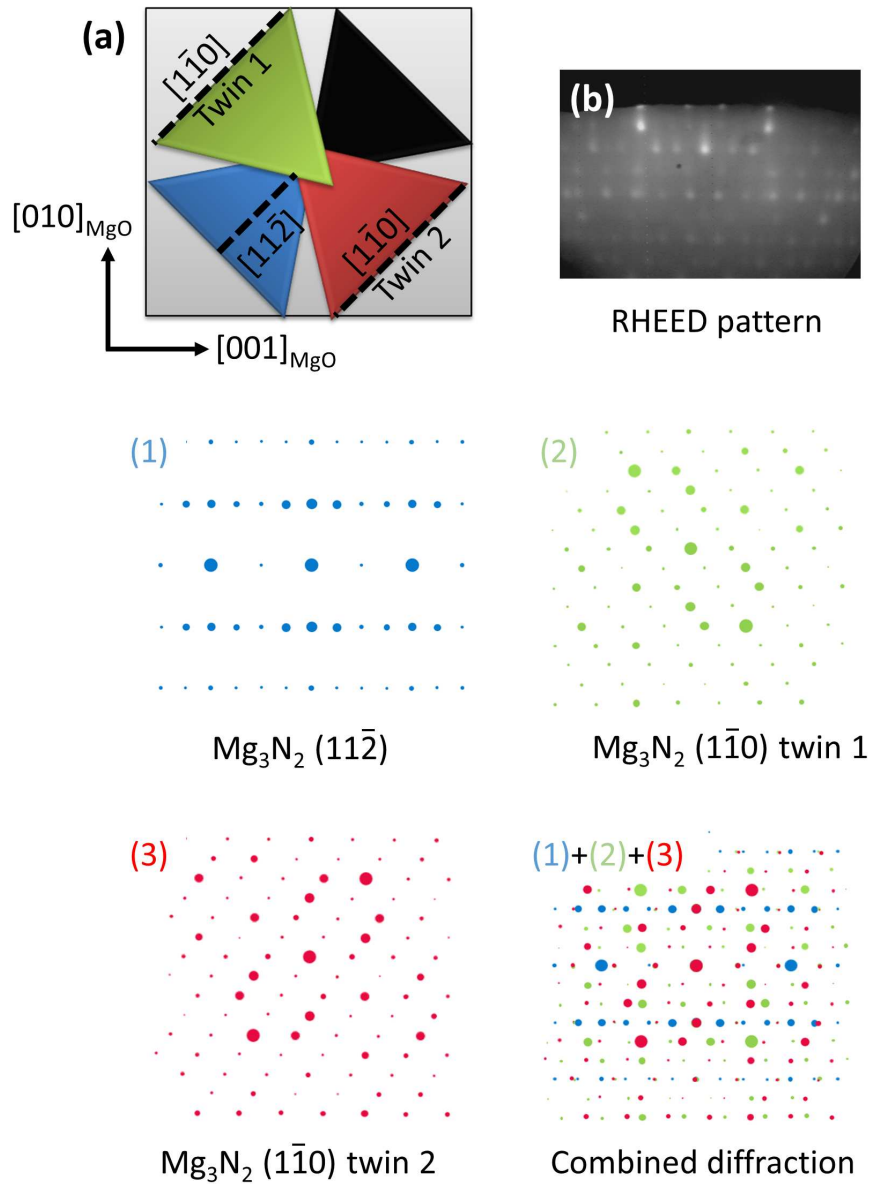 (a)
[11̅0]
Twin 1
[112̅]
[11̅0]
Twin 2
[010]MgO
[001]MgO
(b)
RHEED pattern
(1)
Mg₃N₂ (112̅)
(2)
Mg₃N₂ (11̅0) twin 1
(3)
Mg₃N₂ (11̅0) twin 2
(1)+(2)+(3)
Combined diffraction